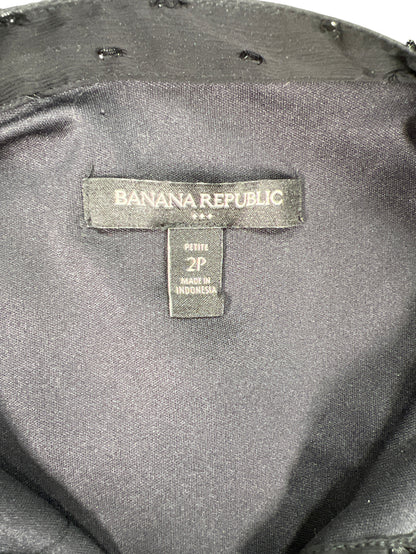 BANANA REPUBLIC
★★★
PETITE
2P
MADE IN
INDONESIA